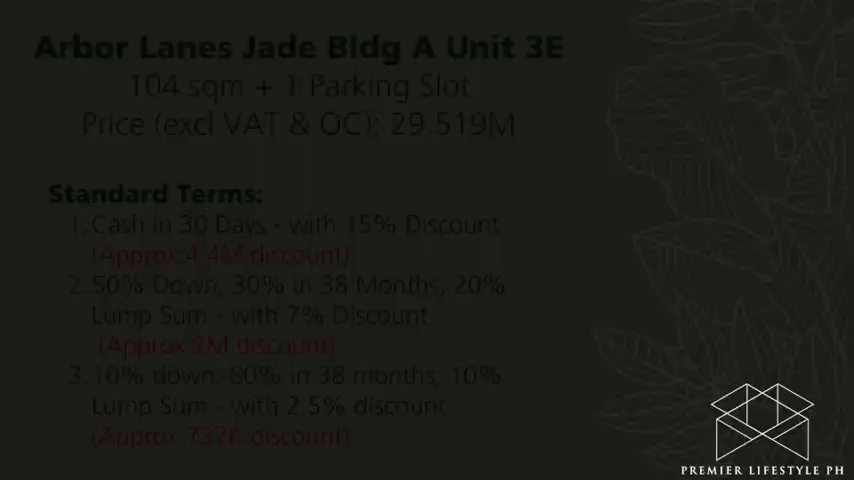 Arbor Lanes Jade Bldg A Unit 3E
104 sqm + 1 Parking Slot
Price (excl VAT & OC): 29.519M
Standard Terms:
1. Cash in 30 Days - with 15% Discount
(Approx 4.4M discount)
2. 50% Down, 30% in 38 Months, 20%
Lump Sum - with 7% Discount
(Approx 2M discount)
3. 10% down, 80% in 38 months, 10%
Lump Sum - with 2.5% discount
(Approx 737K discount)
PREMIER LIFESTYLE PH